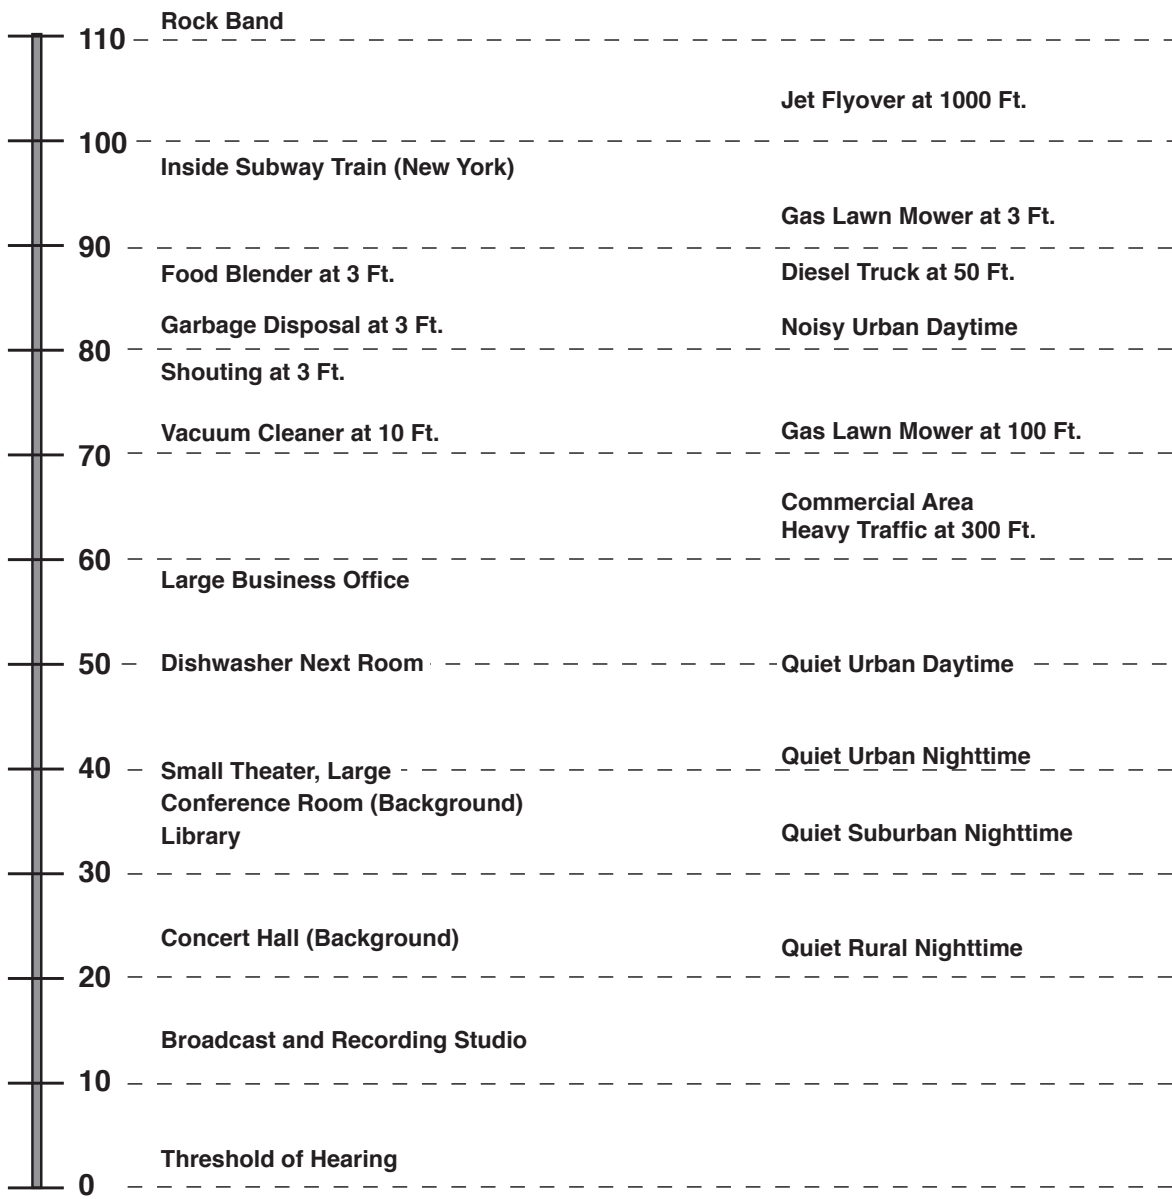 Rock Band
110
Jet Flyover at 1000 Ft.
100
Inside Subway Train (New York)
Gas Lawn Mower at 3 Ft.
90
Food Blender at 3 Ft.
Diesel Truck at 50 Ft.
Garbage Disposal at 3 Ft.
Noisy Urban Daytime
80
Shouting at 3 Ft.
Vacuum Cleaner at 10 Ft.
Gas Lawn Mower at 100 Ft.
70
Commercial Area
Heavy Traffic at 300 Ft.
60
Large Business Office
50
Dishwasher Next Room
Quiet Urban Daytime
Quiet Urban Nighttime
40
Small Theater, Large
Conference Room (Background)
Library
Quiet Suburban Nighttime
30
Concert Hall (Background)
Quiet Rural Nighttime
20
Broadcast and Recording Studio
10
Threshold of Hearing
0